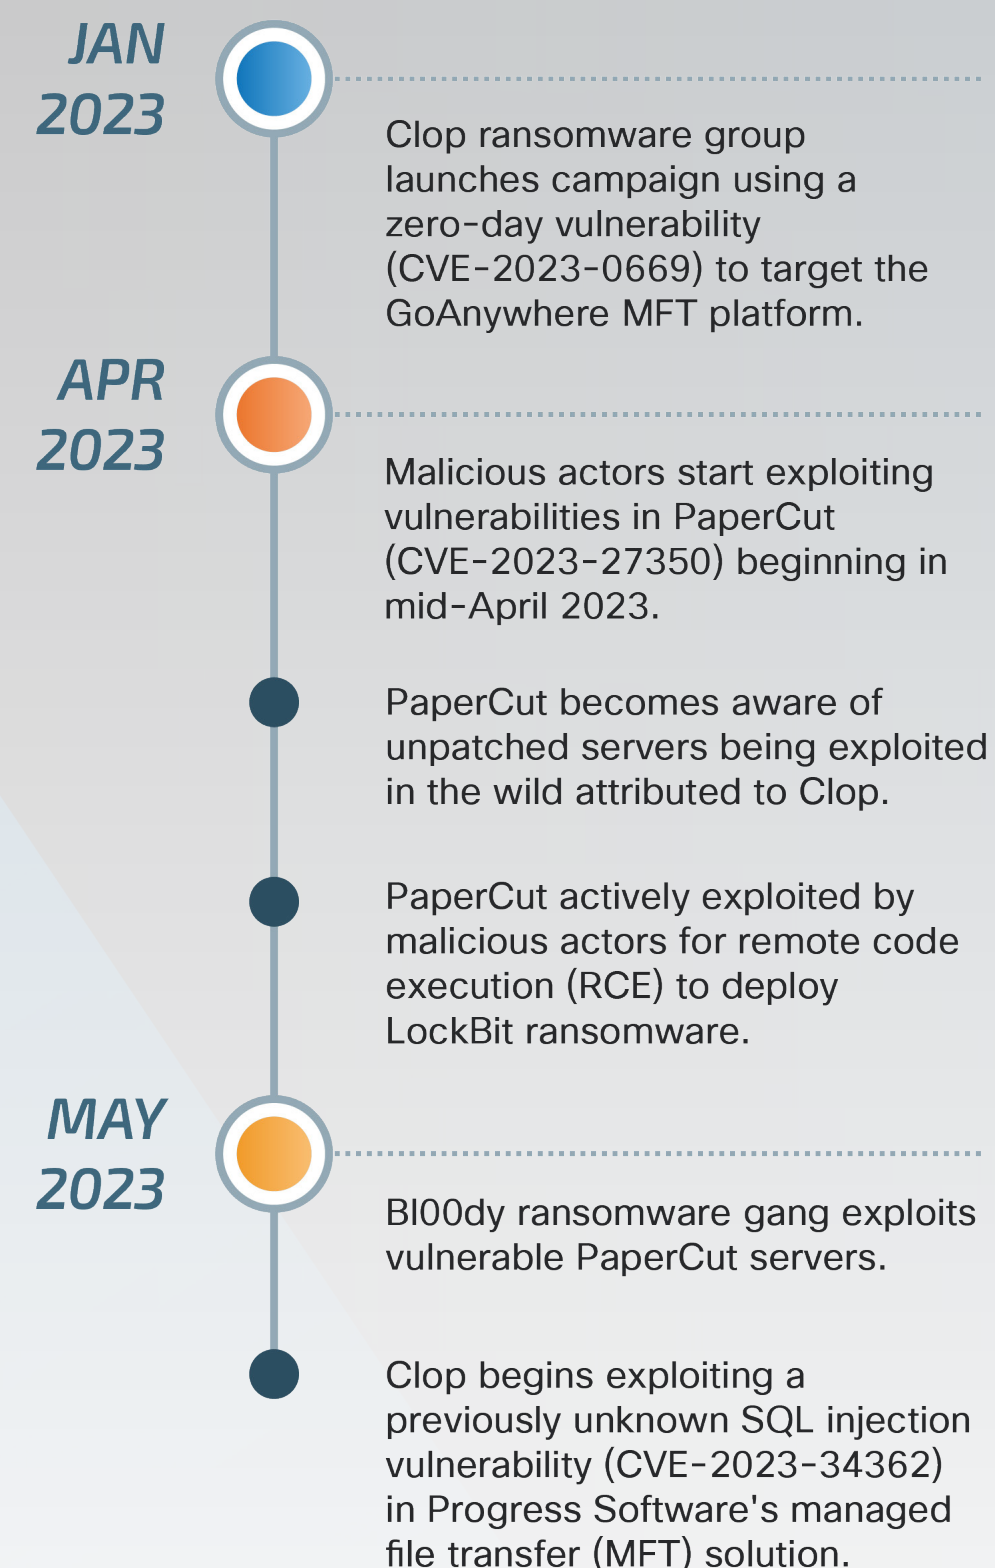 JAN
2023
Clop ransomware group
launches campaign using a
zero-day vulnerability
(CVE-2023-0669) to target the
GoAnywhere MFT platform.
APR
2023
Malicious actors start exploiting
vulnerabilities in PaperCut
(CVE-2023-27350) beginning in
mid-April 2023.
PaperCut becomes aware of
unpatched servers being exploited
in the wild attributed to Clop.
PaperCut actively exploited by
malicious actors for remote code
execution (RCE) to deploy
LockBit ransomware.
MAY
2023
Bl00dy ransomware gang exploits
vulnerable PaperCut servers.
Clop begins exploiting a
previously unknown SQL injection
vulnerability (CVE-2023-34362)
in Progress Software's managed
file transfer (MFT) solution.